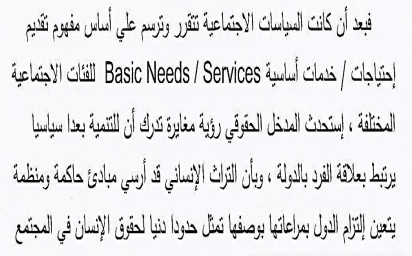 فبعد أن كانت السياسات الاجتماعية تتقرر وترسم علي أساس مفهوم تقديم
إحتياجات / خدمات أساسية Basic Needs / Services للفئات الاجتماعية
المختلفة ، إستحدث المدخل الحقوقي رؤية مغايرة تدرك أن للتنمية بعدا سياسيا
يرتبط بعلاقة الفرد بالدولة ، وبأن التراث الإنساني قد أرسي مبادئ حاكمة ومنظمة
يتعين إلتزام الدول بمراعاتها بوصفها تمثل حدودا دنيا لحقوق الإنسان في المجتمع